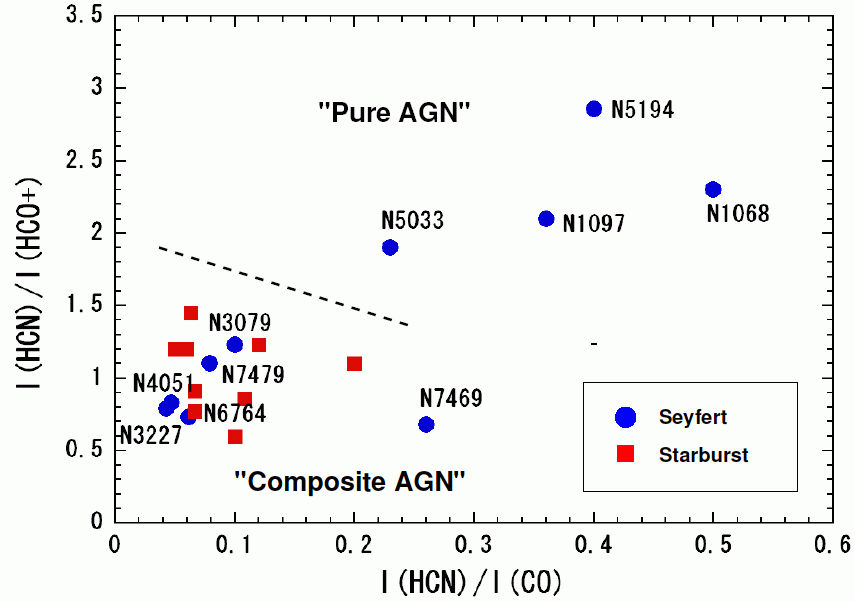 3.5
3
2.5
2
1.5
1
0.5
0
0
0.1
0.2
0.3
0.4
0.5
0.6
I(HCN)/I(HCO+)
I(HCN)/I(CO)
"Pure AGN"
N5194
N1068
N5033
N1097
N3079
N7479
N4051
N7469
N6764
N3227
"Composite AGN"
Seyfert
Starburst